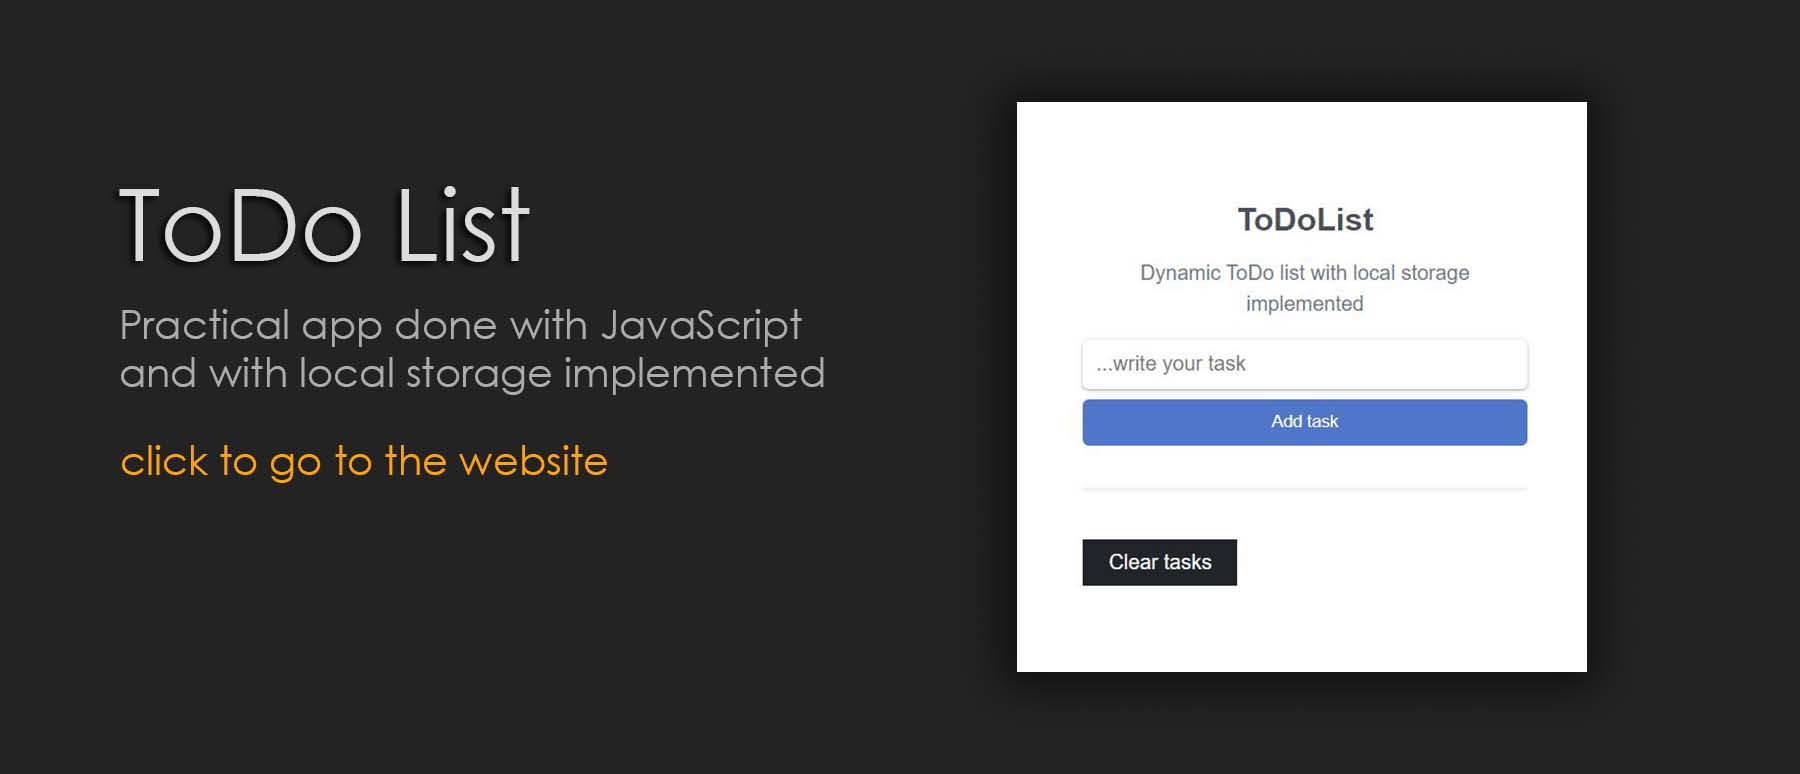 ToDo List
Practical app done with JavaScript
and with local storage implemented
click to go to the website
ToDoList
Dynamic ToDo list with local storage
implemented
...write your task
Add task
Clear tasks